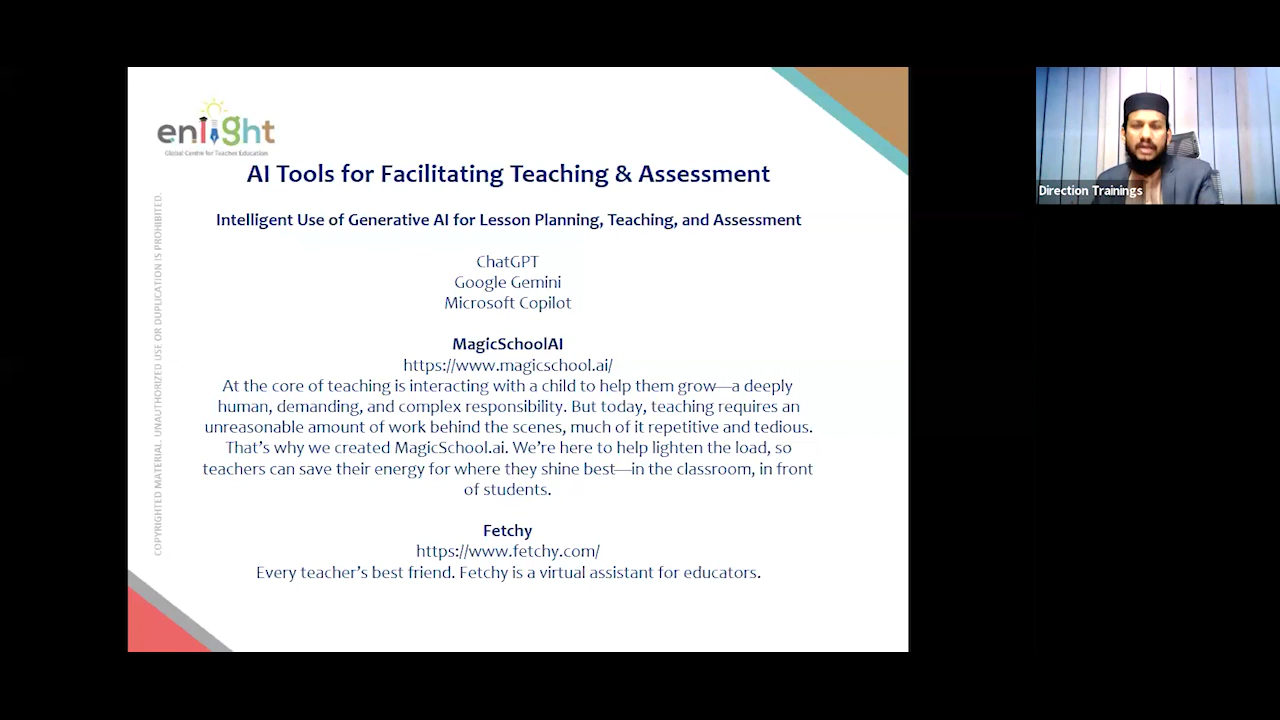 enlight
Global Centre for Teacher Education
AI Tools for Facilitating Teaching & Assessment
Intelligent Use of Generative AI for Lesson Planning, Teaching, and Assessment
ChatGPT
Google Gemini
Microsoft Copilot
MagicSchoolAI
https://www.magicschool.ai/
At the core of teaching is interacting with a child to help them grow—a deeply
human, demanding, and complex responsibility. But today, teaching requires an
unreasonable amount of work behind the scenes, much of it repetitive and tedious.
That's why we created MagicSchool.ai. We're here to help lighten the load, so
teachers can save their energy for where they shine best—in the classroom, in front
of students.
Fetchy
https://www.fetchy.com/
Every teacher's best friend. Fetchy is a virtual assistant for educators.
COPYRIGHTED MATERIAL. UNAUTHORIZED USE OR DUPLICATION IS PROHIBITED.
Direction Trainings